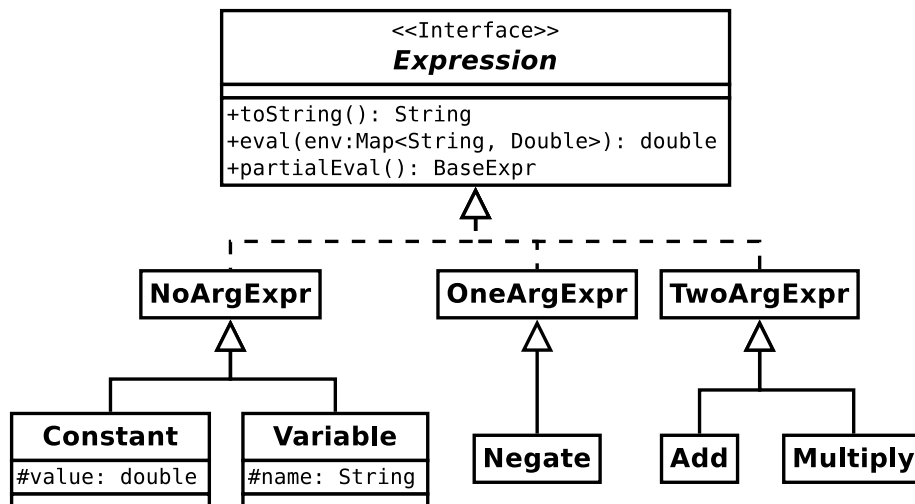 <<Interface>>
Expression
+toString(): String
+eval(env:Map<String, Double>): double
+partialEval(): BaseExpr
NoArgExpr
OneArgExpr
TwoArgExpr
Constant
#value: double
Variable
#name: String
Negate
Add
Multiply